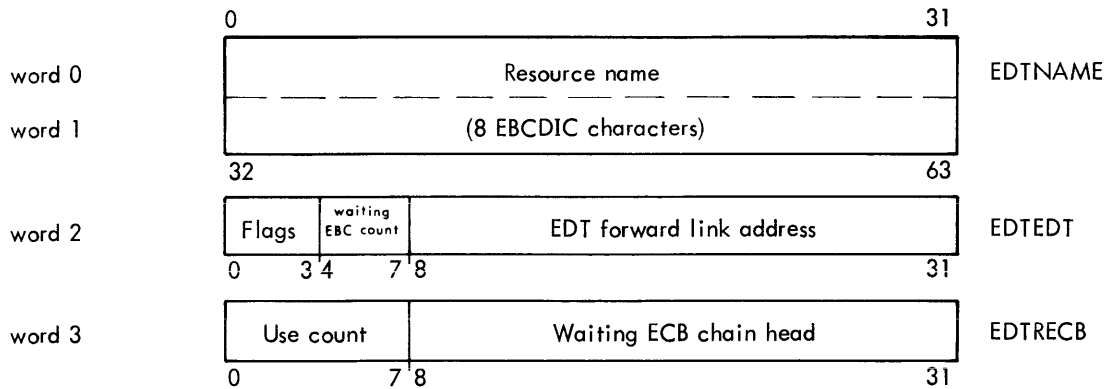 0 31
word 0 Resource name EDTNAME
word 1 (8 EBCDIC characters)
32 63
waiting
word 2 Flags EBC count EDT forward link address EDTEDT
0 3 4 7 8 31
word 3 Use count Waiting ECB chain head EDTRECB
0 7 8 31